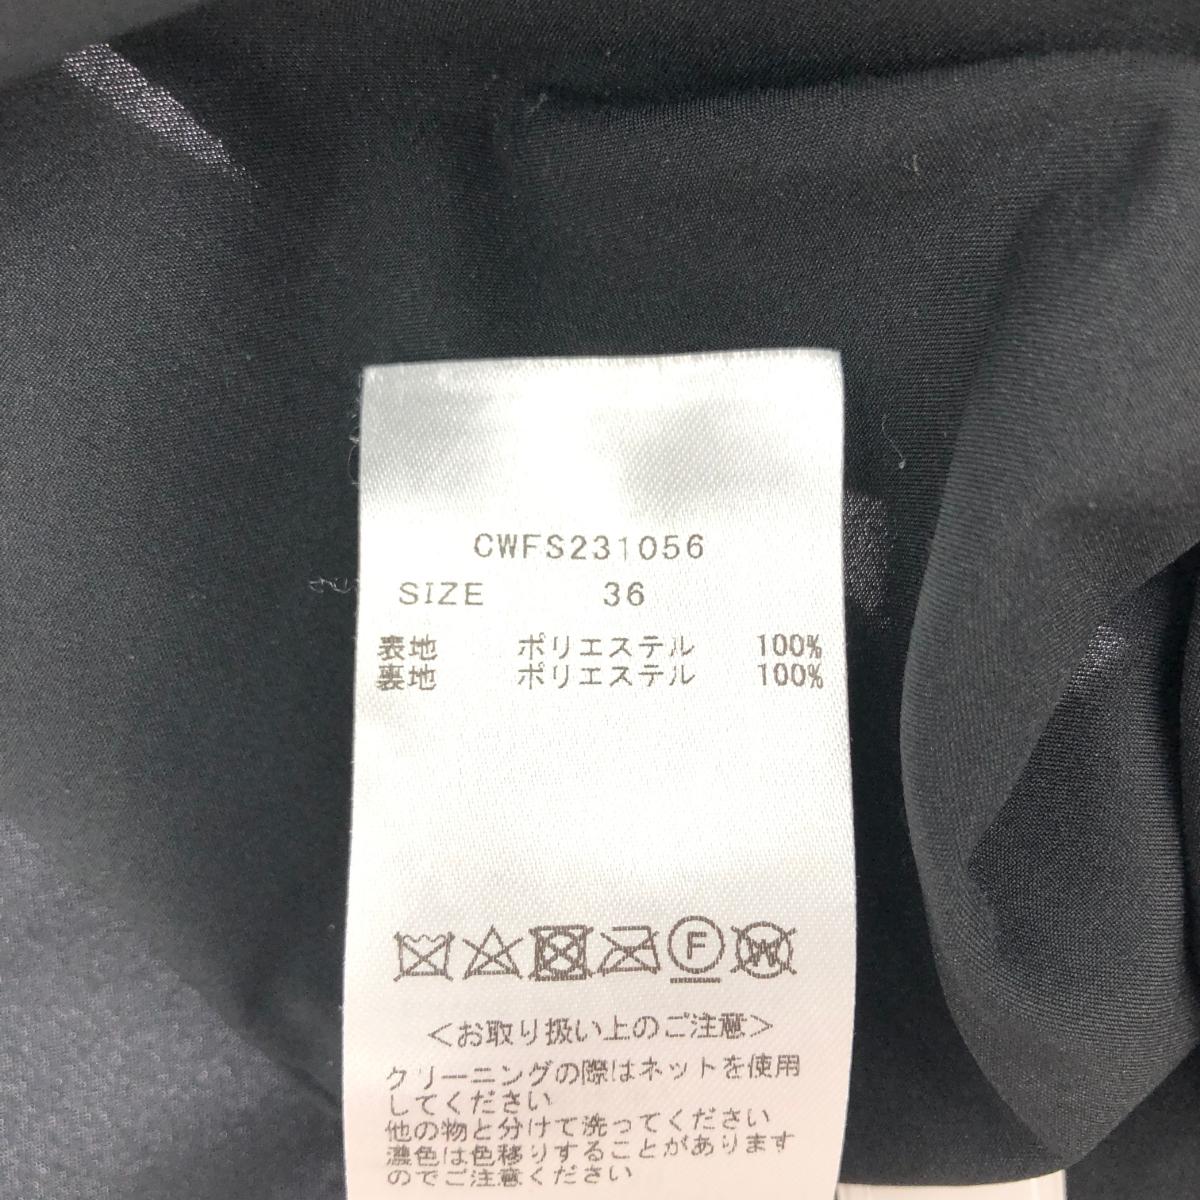 CWFS231056
SIZE 36
表地 ポリエステル 100%
裏地 ポリエステル 100%
F W
＜お取り扱い上のご注意＞
クリーニングの際はネットを使用
してください
他の物と分けて洗ってください
濃色は色移りすることがあります
のでご注意ください